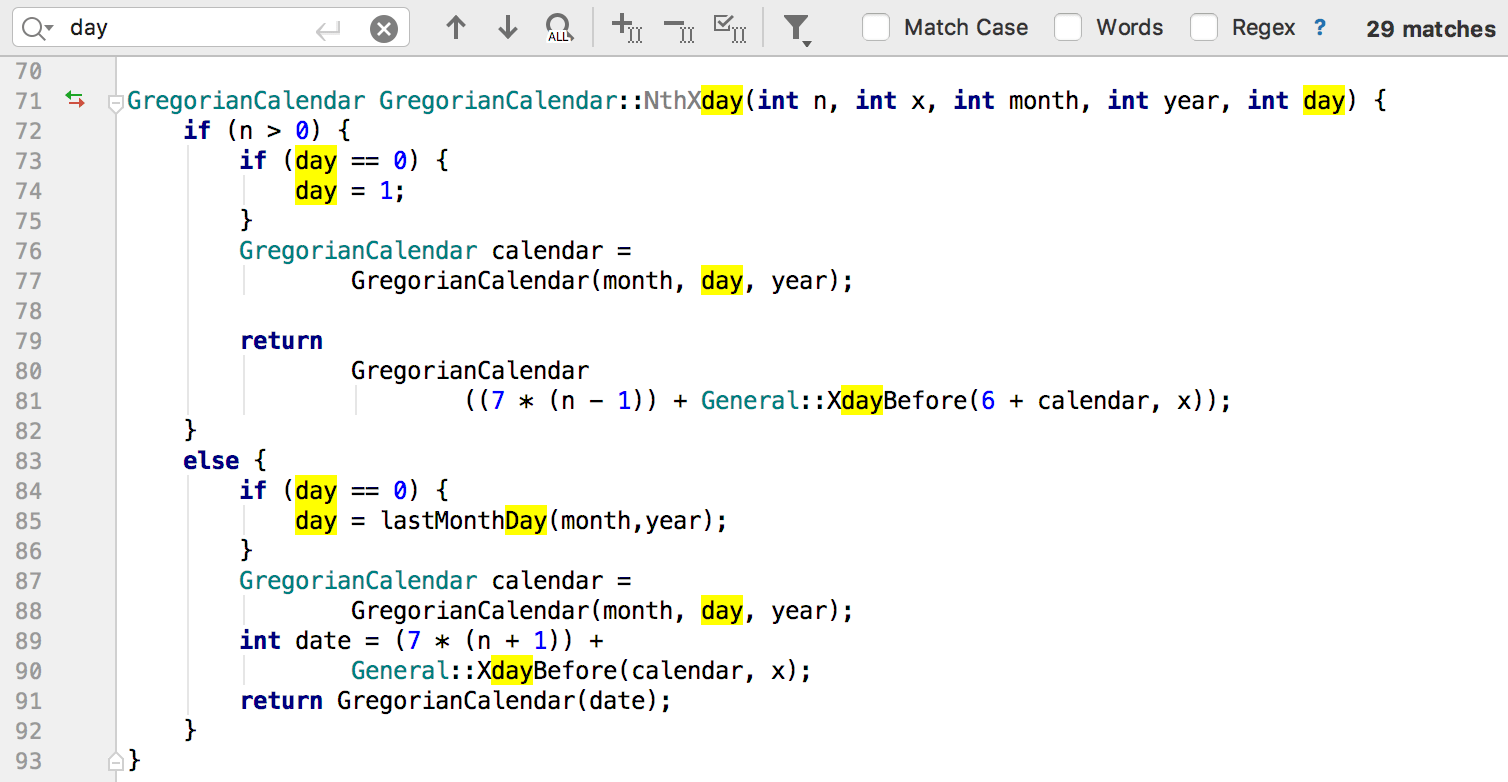 day ALL Match Case Words Regex ? 29 matches
70
71 GregorianCalendar GregorianCalendar::NthXday(int n, int x, int month, int year, int day) {
72 if (n > 0) {
73 if (day == 0) {
74 day = 1;
75 }
76 GregorianCalendar calendar =
77 GregorianCalendar(month, day, year);
78
79 return
80 GregorianCalendar
81 ((7 * (n - 1)) + General::XdayBefore(6 + calendar, x));
82 }
83 else {
84 if (day == 0) {
85 day = lastMonthDay(month,year);
86 }
87 GregorianCalendar calendar =
88 GregorianCalendar(month, day, year);
89 int date = (7 * (n + 1)) +
90 General::XdayBefore(calendar, x);
91 return GregorianCalendar(date);
92 }
93 }